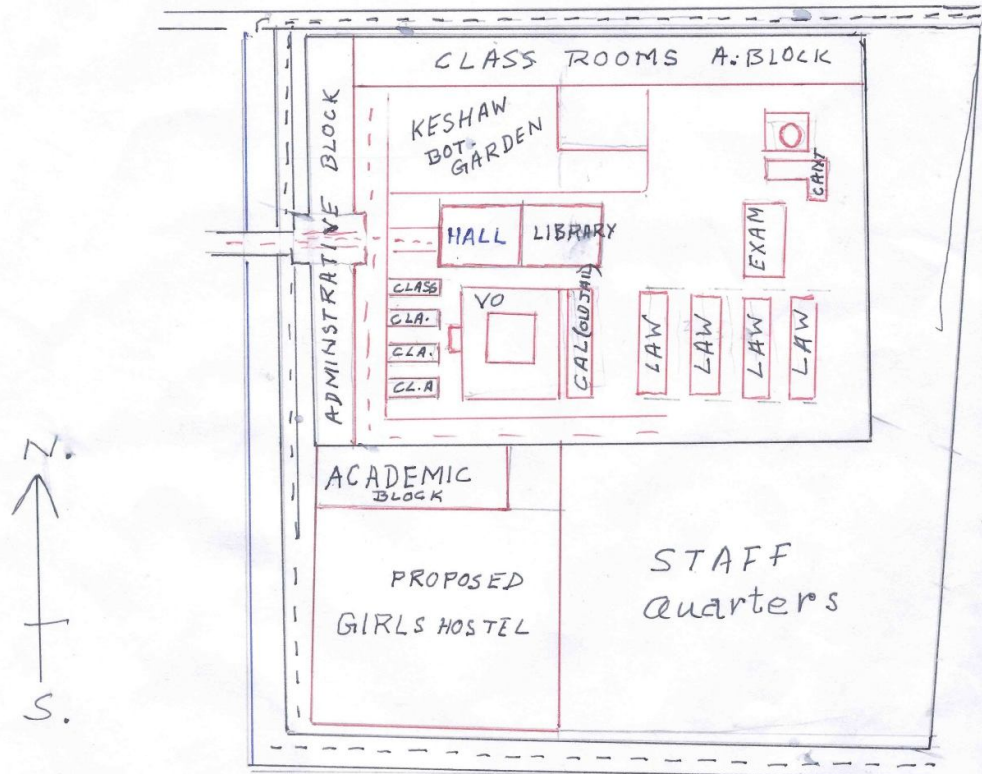 CLASS ROOMS A. BLOCK
ADMINSTRATIVE BLOCK
KESHAW
BOT.
GARDEN
CANT
EXAM
HALL
LIBRARY
CLASS
CLA.
CLA.
CL.A
VO
CAL (OLD JAIL)
LAW
LAW
LAW
LAW
N.
S.
ACADEMIC
BLOCK
PROPOSED
GIRLS HOSTEL
STAFF
Quarters